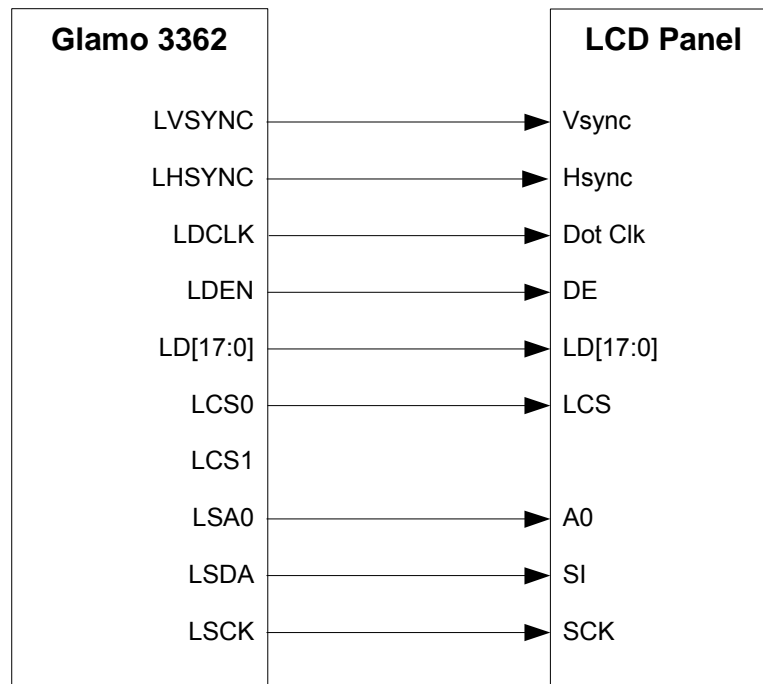 Glamo 3362 LCD Panel
LVSYNC Vsync
LHSYNC Hsync
LDCLK Dot Clk
LDEN DE
LD[17:0] LD[17:0]
LCS0 LCS
LCS1
LSA0 A0
LSDA SI
LSCK SCK